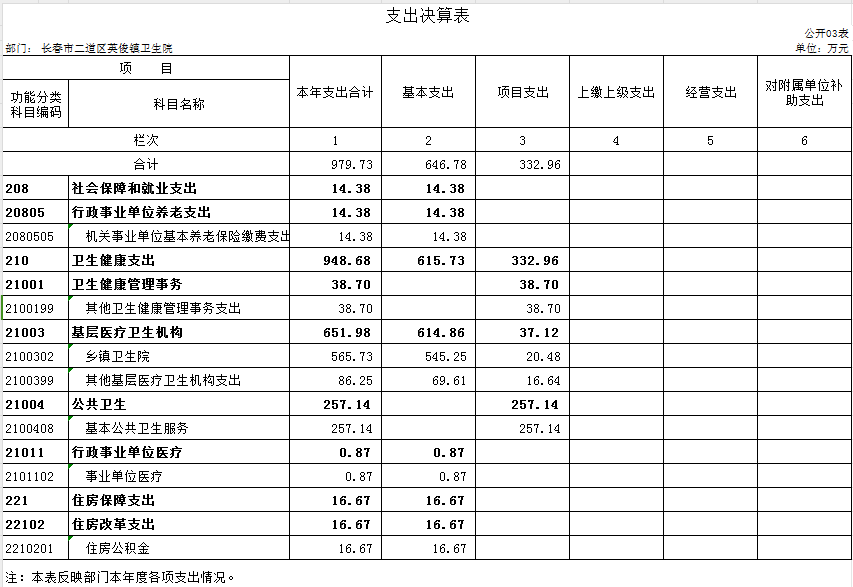 支出决算表
公开03表
部门： 长春市二道区英俊镇卫生院 单位：万元
项 目 本年支出合计 基本支出 项目支出 上缴上级支出 经营支出 对附属单位补助支出
功能分类科目编码 科目名称
栏次 1 2 3 4 5 6
合计 979.73 646.78 332.96
208 社会保障和就业支出 14.38 14.38
20805 行政事业单位养老支出 14.38 14.38
2080505 机关事业单位基本养老保险缴费支出 14.38 14.38
210 卫生健康支出 948.68 615.73 332.96
21001 卫生健康管理事务 38.70 38.70
2100199 其他卫生健康管理事务支出 38.70 38.70
21003 基层医疗卫生机构 651.98 614.86 37.12
2100302 乡镇卫生院 565.73 545.25 20.48
2100399 其他基层医疗卫生机构支出 86.25 69.61 16.64
21004 公共卫生 257.14 257.14
2100408 基本公共卫生服务 257.14 257.14
21011 行政事业单位医疗 0.87 0.87
2101102 事业单位医疗 0.87 0.87
221 住房保障支出 16.67 16.67
22102 住房改革支出 16.67 16.67
2210201 住房公积金 16.67 16.67
注：本表反映部门本年度各项支出情况。